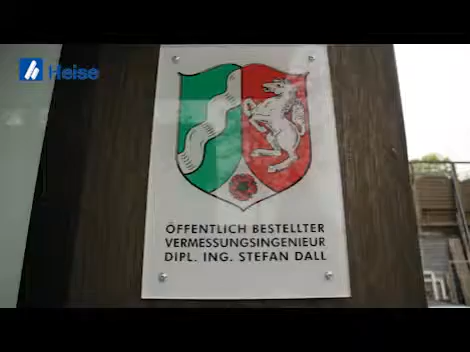 Heise
ÖFFENTLICH BESTELLTER
VERMESSUNGSINGENIEUR
DIPL. ING. STEFAN DALL